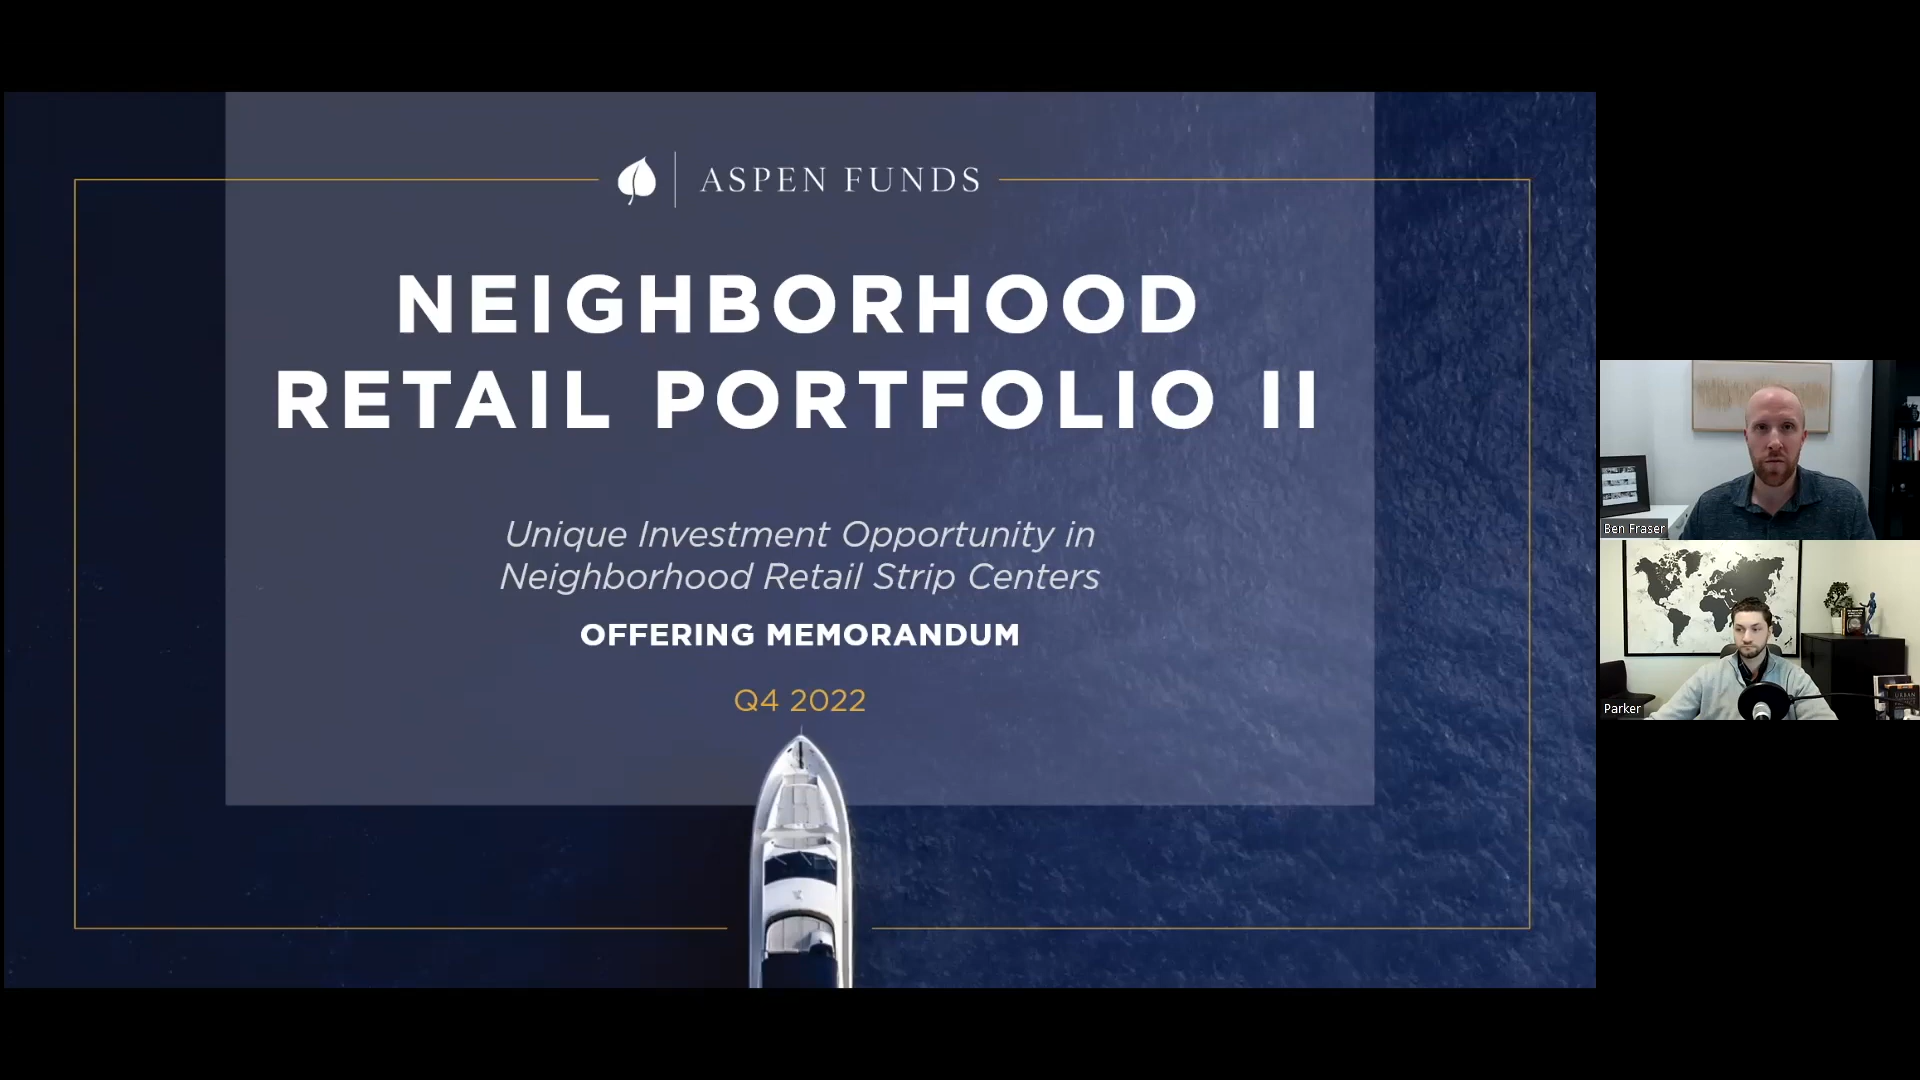 ASPEN FUNDS
NEIGHBORHOOD
RETAIL PORTFOLIO II
Unique Investment Opportunity in
Neighborhood Retail Strip Centers
OFFERING MEMORANDUM
Q4 2022
Ben Fraser
Parker
URBAN